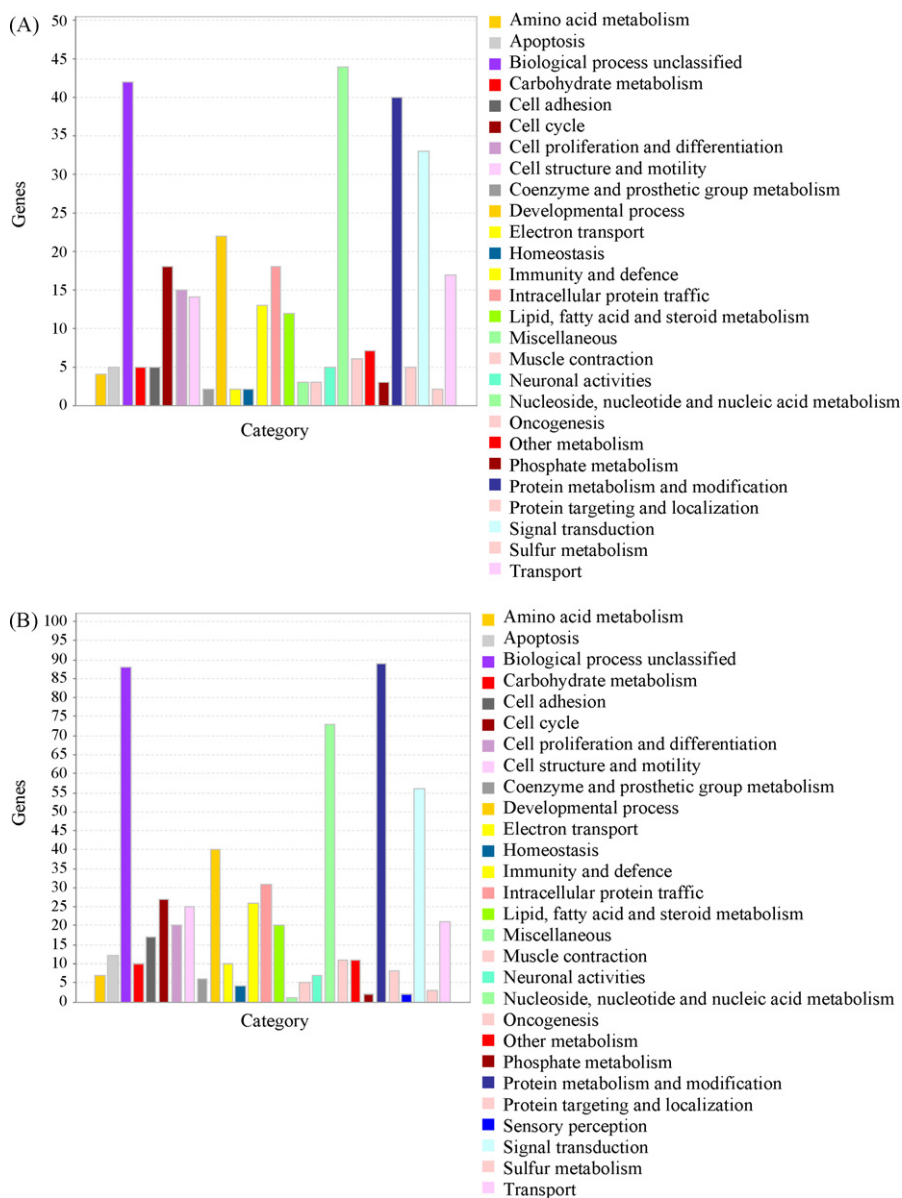 (A)
50
45
40
35
30
25
20
15
10
5
0
Genes
Category
Amino acid metabolism
Apoptosis
Biological process unclassified
Carbohydrate metabolism
Cell adhesion
Cell cycle
Cell proliferation and differentiation
Cell structure and motility
Coenzyme and prosthetic group metabolism
Developmental process
Electron transport
Homeostasis
Immunity and defence
Intracellular protein traffic
Lipid, fatty acid and steroid metabolism
Miscellaneous
Muscle contraction
Neuronal activities
Nucleoside, nucleotide and nucleic acid metabolism
Oncogenesis
Other metabolism
Phosphate metabolism
Protein metabolism and modification
Protein targeting and localization
Signal transduction
Sulfur metabolism
Transport
(B)
100
95
90
85
80
75
70
65
60
55
50
45
40
35
30
25
20
15
10
5
0
Genes
Category
Amino acid metabolism
Apoptosis
Biological process unclassified
Carbohydrate metabolism
Cell adhesion
Cell cycle
Cell proliferation and differentiation
Cell structure and motility
Coenzyme and prosthetic group metabolism
Developmental process
Electron transport
Homeostasis
Immunity and defence
Intracellular protein traffic
Lipid, fatty acid and steroid metabolism
Miscellaneous
Muscle contraction
Neuronal activities
Nucleoside, nucleotide and nucleic acid metabolism
Oncogenesis
Other metabolism
Phosphate metabolism
Protein metabolism and modification
Protein targeting and localization
Sensory perception
Signal transduction
Sulfur metabolism
Transport